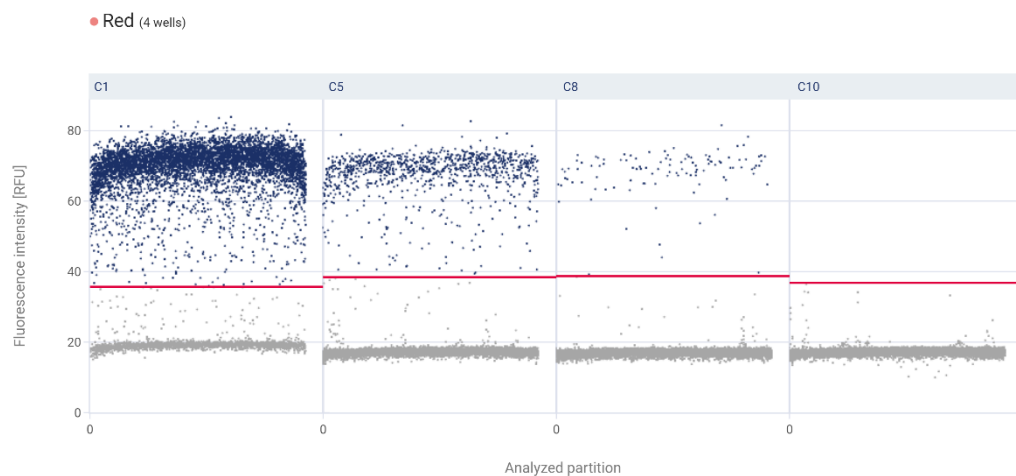 Red (4 wells)
C1 C5 C8 C10
80
60
40
20
0
0 0 0 0
Fluorescence intensity [RFU]
Analyzed partition